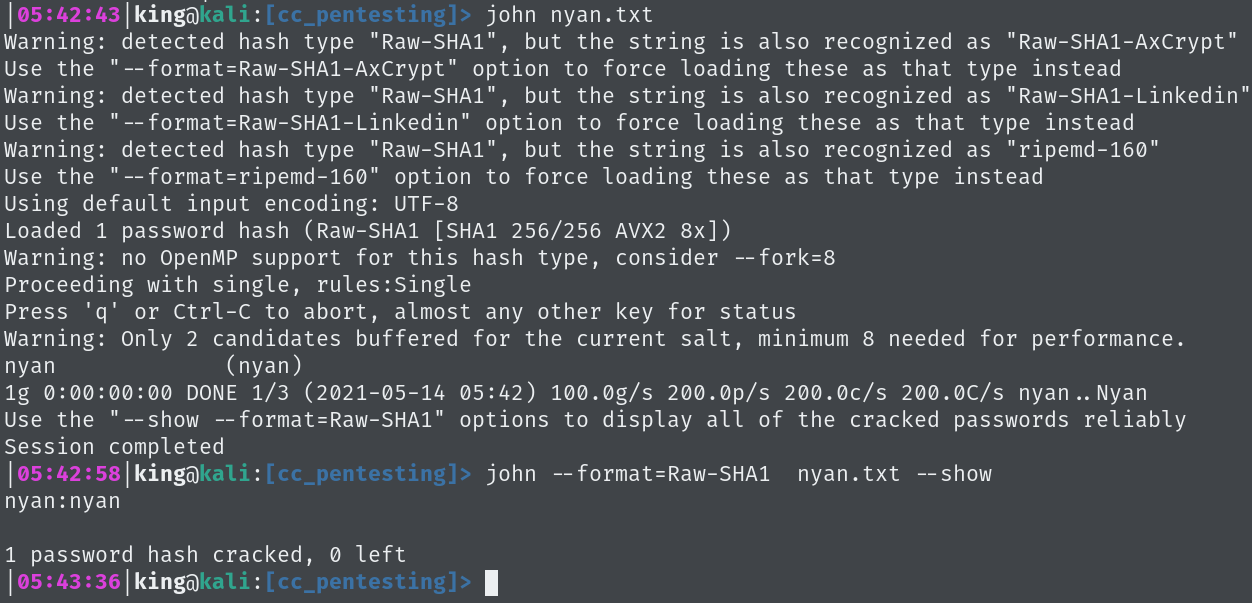 |05:42:43|king@kali:[cc_pentesting]> john nyan.txt
Warning: detected hash type "Raw-SHA1", but the string is also recognized as "Raw-SHA1-AxCrypt"
Use the "--format=Raw-SHA1-AxCrypt" option to force loading these as that type instead
Warning: detected hash type "Raw-SHA1", but the string is also recognized as "Raw-SHA1-Linkedin"
Use the "--format=Raw-SHA1-Linkedin" option to force loading these as that type instead
Warning: detected hash type "Raw-SHA1", but the string is also recognized as "ripemd-160"
Use the "--format=ripemd-160" option to force loading these as that type instead
Using default input encoding: UTF-8
Loaded 1 password hash (Raw-SHA1 [SHA1 256/256 AVX2 8x])
Warning: no OpenMP support for this hash type, consider --fork=8
Proceeding with single, rules:Single
Press 'q' or Ctrl-C to abort, almost any other key for status
Warning: Only 2 candidates buffered for the current salt, minimum 8 needed for performance.
nyan             (nyan)
1g 0:00:00:00 DONE 1/3 (2021-05-14 05:42) 100.0g/s 200.0p/s 200.0c/s 200.0C/s nyan..Nyan
Use the "--show --format=Raw-SHA1" options to display all of the cracked passwords reliably
Session completed
|05:42:58|king@kali:[cc_pentesting]> john --format=Raw-SHA1  nyan.txt --show
nyan:nyan

1 password hash cracked, 0 left
|05:43:36|king@kali:[cc_pentesting]>